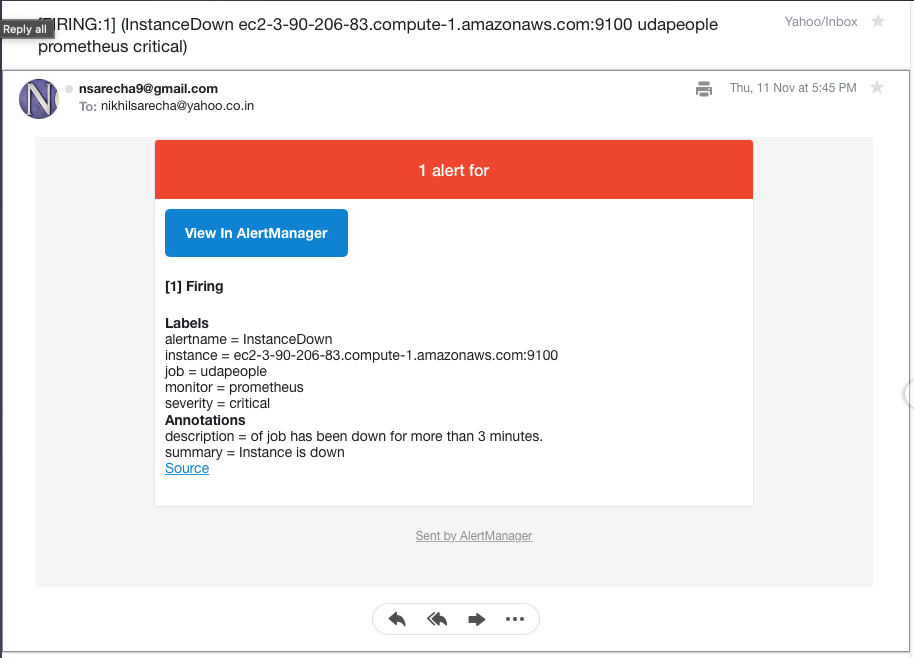 [FIRING:1] (InstanceDown ec2-3-90-206-83.compute-1.amazonaws.com:9100 udapeople
prometheus critical)
Yahoo/Inbox
Reply all
N
nsarecha9@gmail.com
To: nikhilsarecha@yahoo.co.in
Thu, 11 Nov at 5:45 PM
1 alert for
View In AlertManager
[1] Firing
Labels
alertname = InstanceDown
instance = ec2-3-90-206-83.compute-1.amazonaws.com:9100
job = udapeople
monitor = prometheus
severity = critical
Annotations
description = of job has been down for more than 3 minutes.
summary = Instance is down
Source
Sent by AlertManager